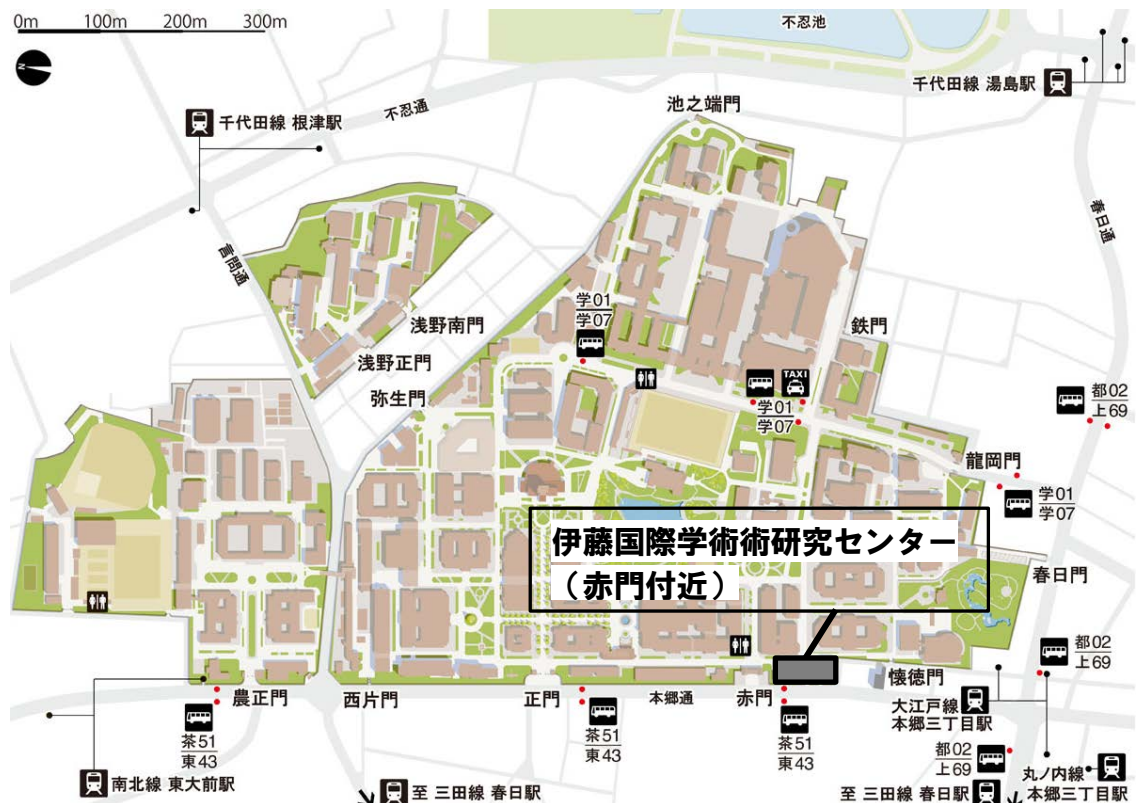 0m 100m 200m 300m
N
不忍池
千代田線 湯島駅
池之端門
不忍通
千代田線 根津駅
春日通
言問通
学01
学07
浅野南門
鉄門
浅野正門
TAXI
弥生門
学01
学07
都02
上69
龍岡門
学01
学07
伊藤国際学術術研究センター
（赤門付近）
春日門
都02
上69
農正門
西片門
正門
本郷通
赤門
懐徳門
大江戸線
本郷三丁目駅
茶51
東43
茶51
東43
茶51
東43
都02
上69
丸ノ内線
本郷三丁目駅
南北線 東大前駅
至 三田線 春日駅
至 三田線 春日駅